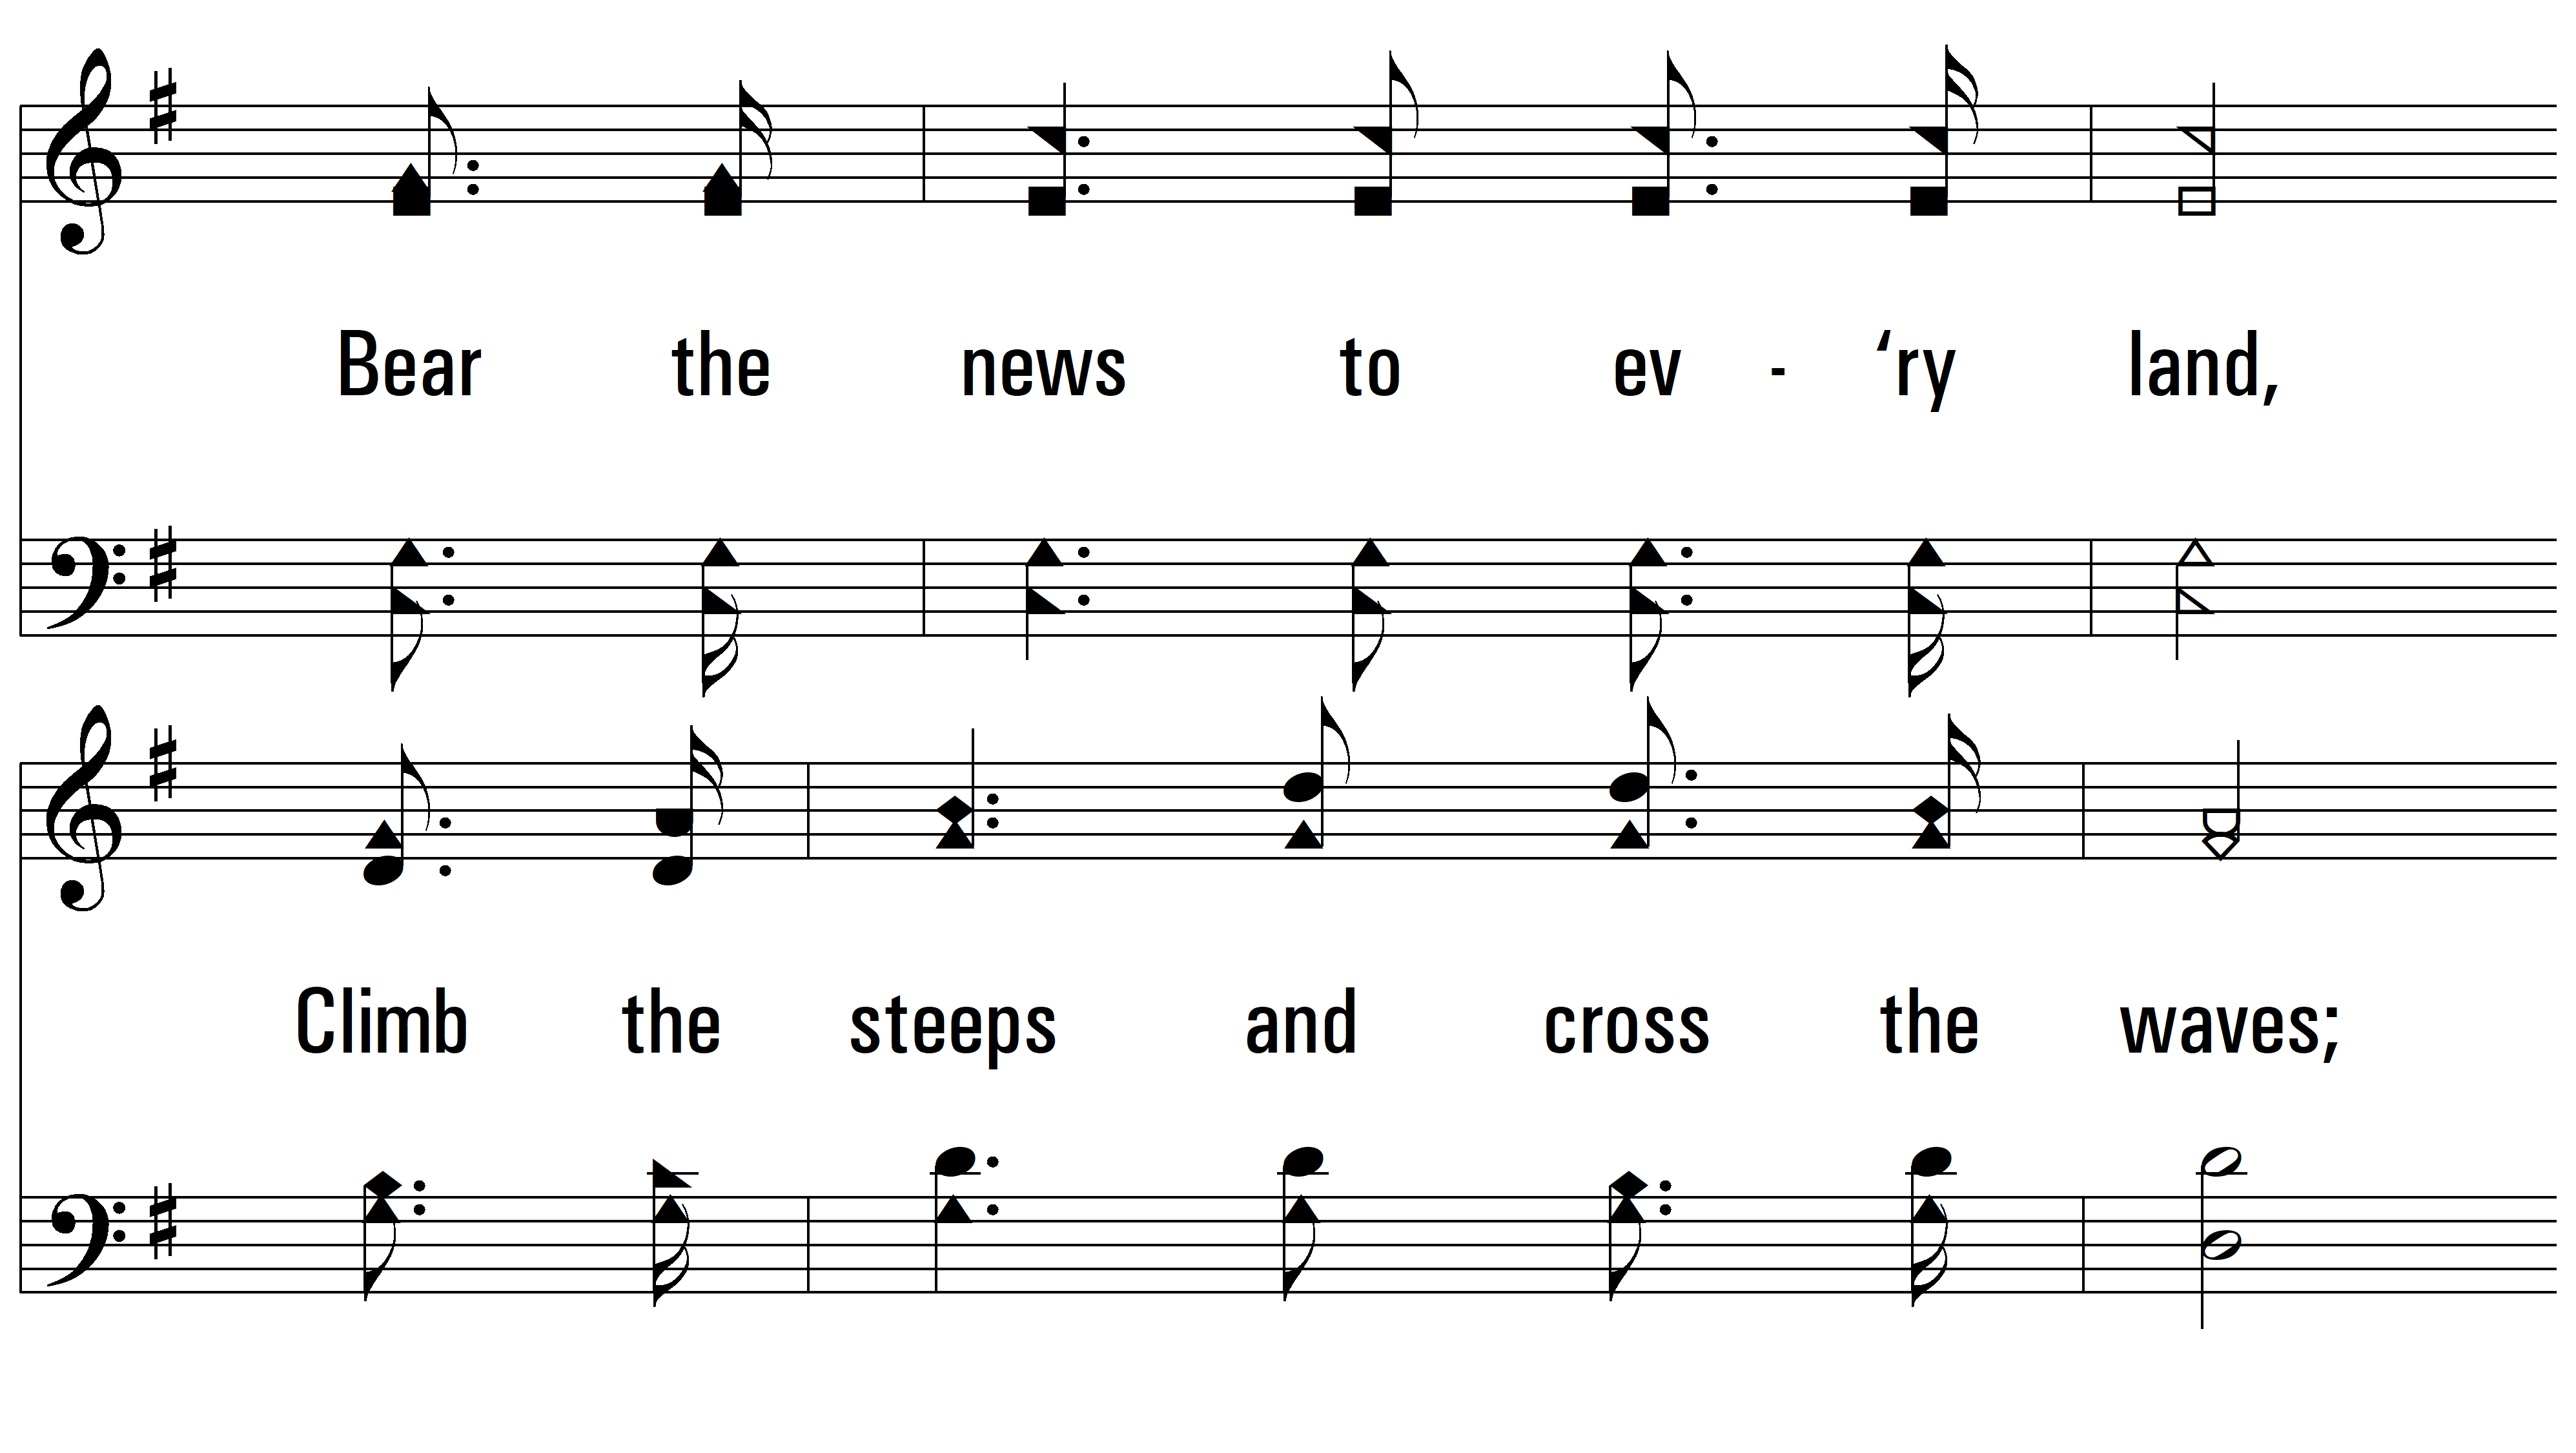 Bear the news to ev - ‘ry land,
Climb the steeps and cross the waves;